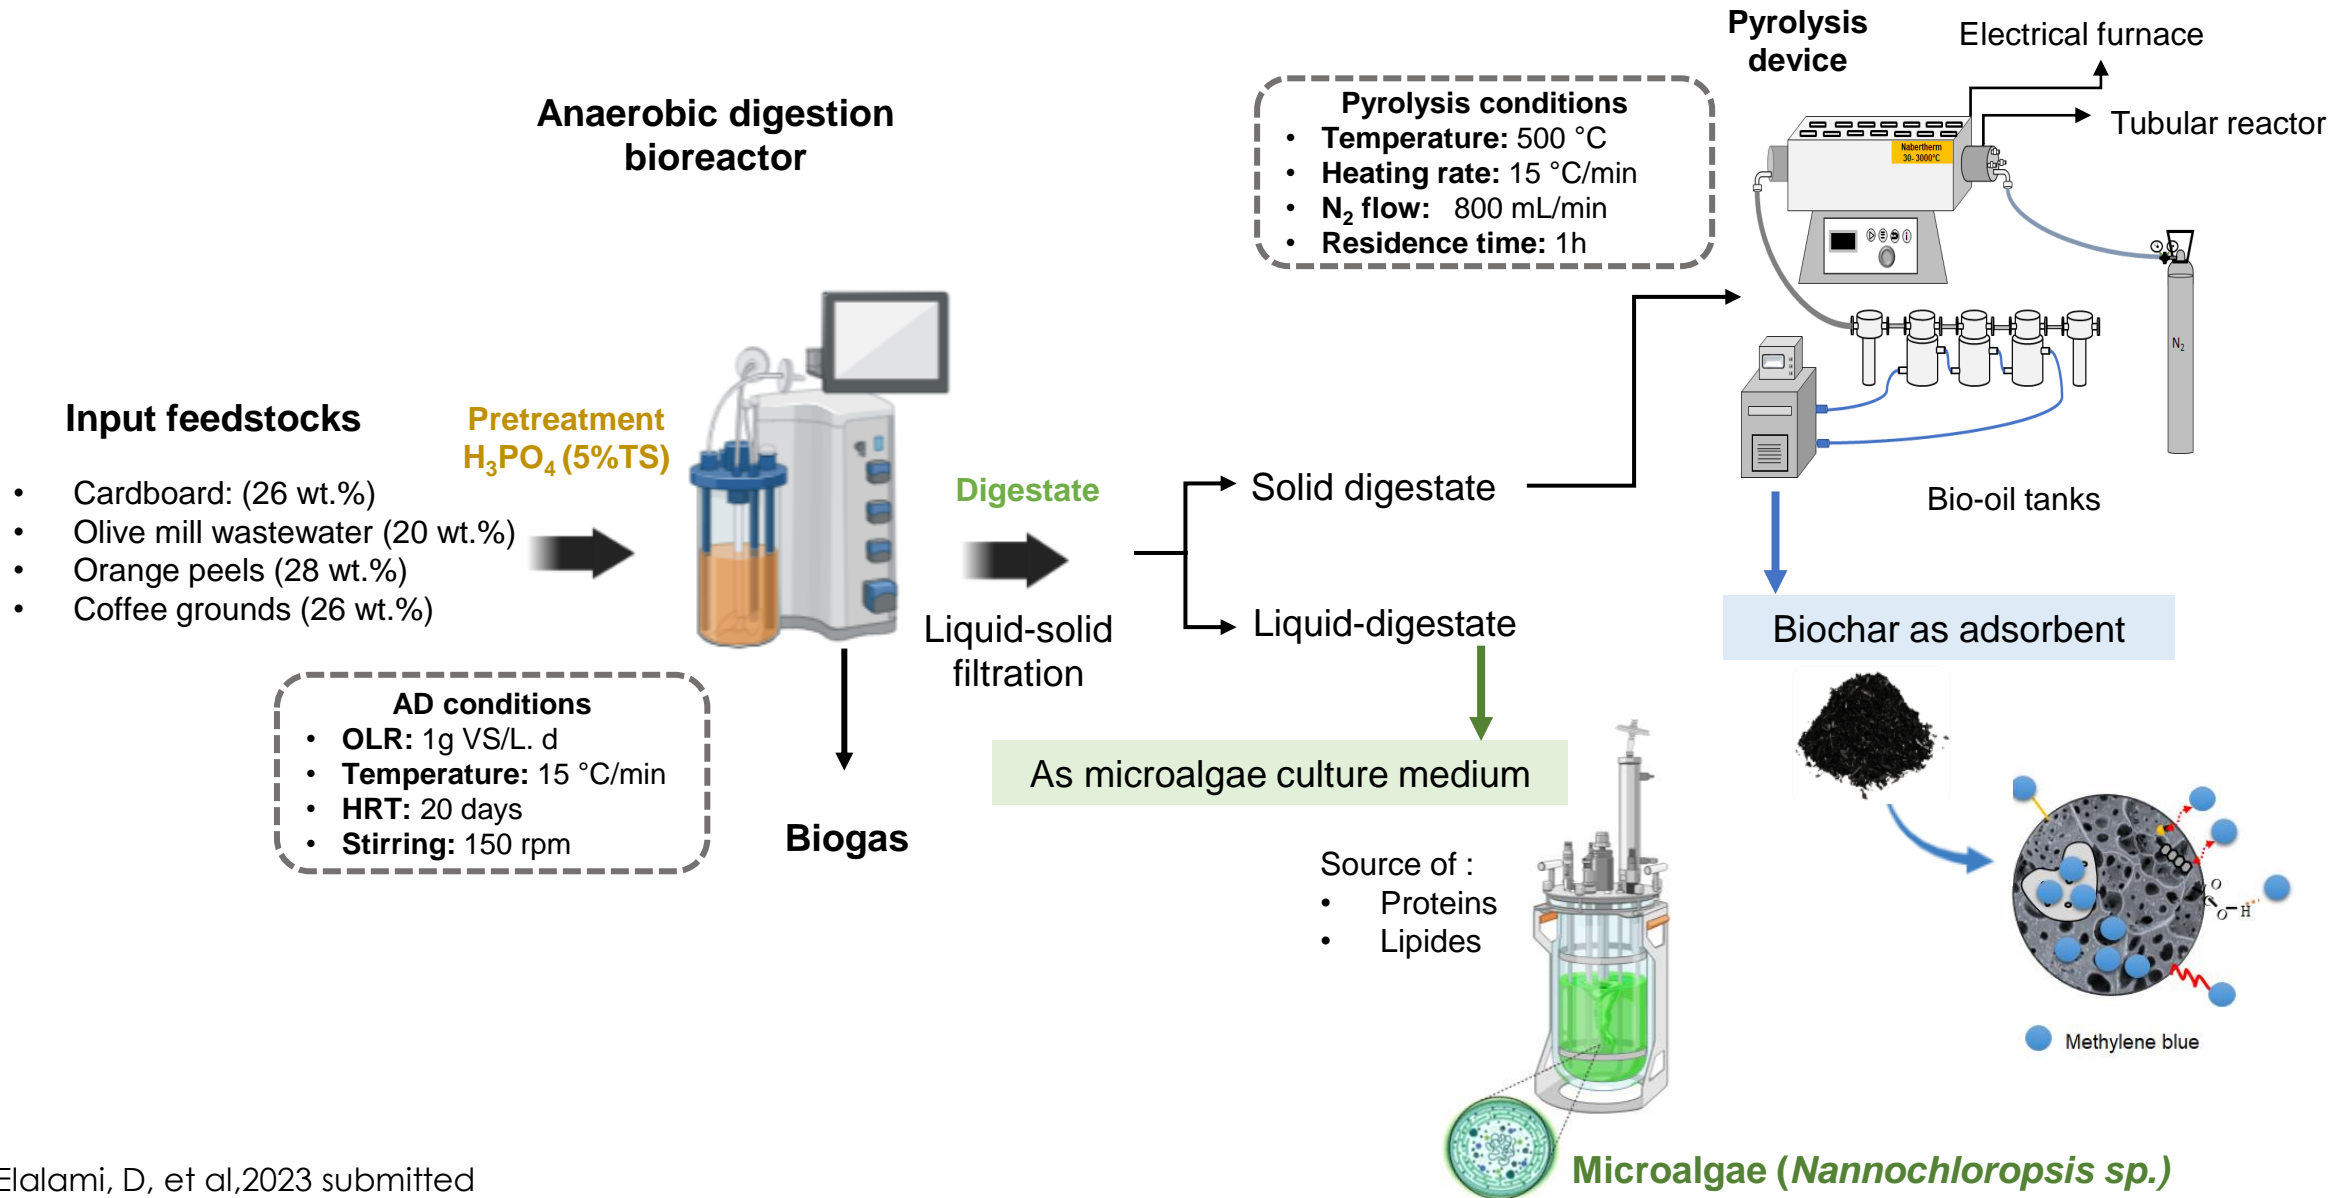 Pyrolysis
device
Electrical furnace
Tubular reactor
Anaerobic digestion
bioreactor
Pyrolysis conditions
• Temperature: 500 °C
• Heating rate: 15 °C/min
• N₂ flow: 800 mL/min
• Residence time: 1h
Nabertherm
30- 3000°C
N₂
Input feedstocks
• Cardboard: (26 wt.%)
• Olive mill wastewater (20 wt.%)
• Orange peels (28 wt.%)
• Coffee grounds (26 wt.%)
Pretreatment
H₃PO₄ (5%TS)
Digestate
Liquid-solid
filtration
Solid digestate
Liquid-digestate
Bio-oil tanks
Biochar as adsorbent
AD conditions
• OLR: 1g VS/L. d
• Temperature: 15 °C/min
• HRT: 20 days
• Stirring: 150 rpm
Biogas
As microalgae culture medium
Source of :
• Proteins
• Lipides
O
C
O
H
Methylene blue
Microalgae (Nannochloropsis sp.)
Elalami, D, et al,2023 submitted